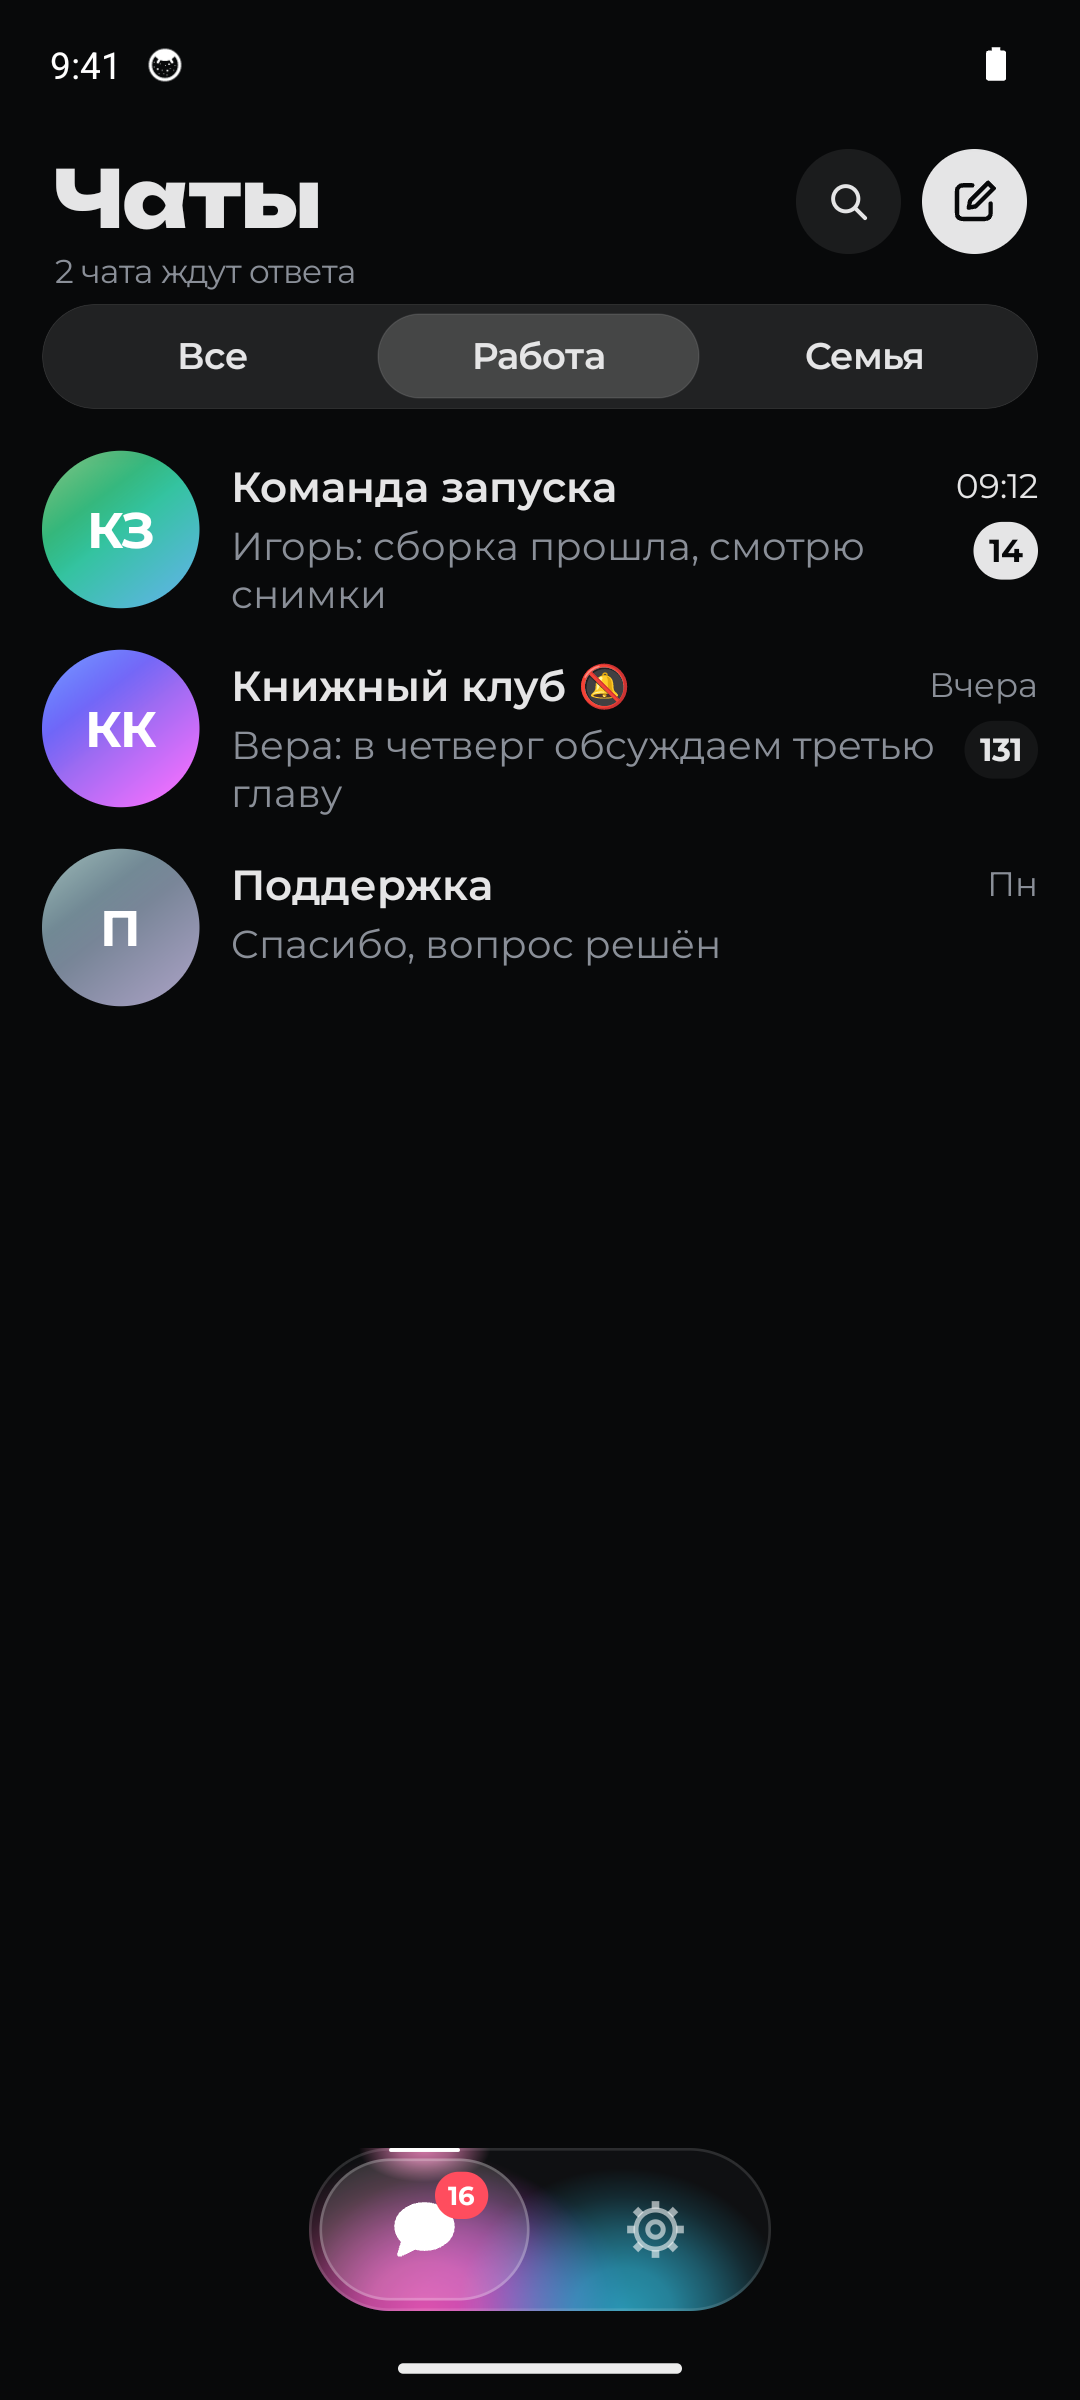 9:41
Чаты
2 чата ждут ответа
Все
Работа
Семья
КЗ
Команда запуска
09:12
Игорь: сборка прошла, смотрю
снимки
14
КК
Книжный клуб 🔕
Вчера
Вера: в четверг обсуждаем третью
главу
131
П
Поддержка
Пн
Спасибо, вопрос решён
16